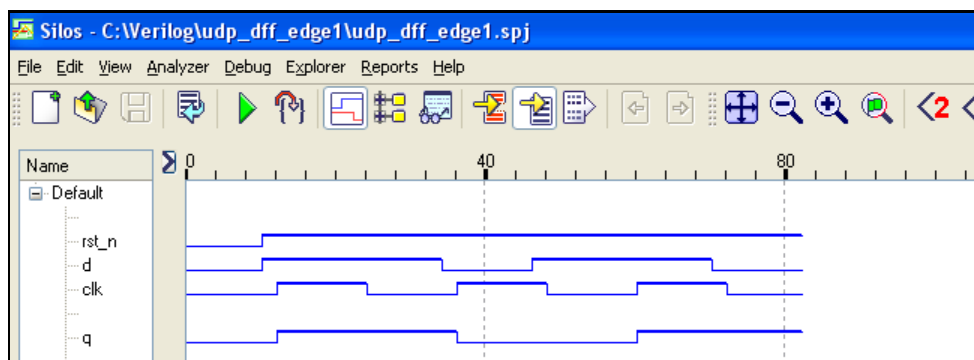 Silos - C:\Verilog\udp_dff_edge1\udp_dff_edge1.spj
File Edit View Analyzer Debug Explorer Reports Help
2
Name 0 40 80
Default
rst_n
d
clk
q